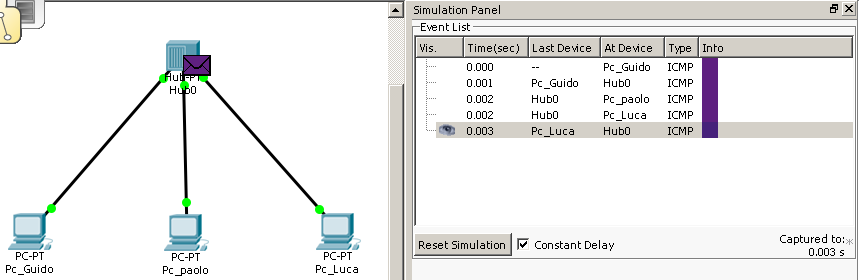 Simulation Panel
Event List
Vis. Time(sec) Last Device At Device Type Info
0.000 -- Pc_Guido ICMP
0.001 Pc_Guido Hub0 ICMP
0.002 Hub0 Pc_paolo ICMP
0.002 Hub0 Pc_Luca ICMP
0.003 Pc_Luca Hub0 ICMP
Reset Simulation Constant Delay Captured to:
0.003 s
Hub-PT
Hub0
PC-PT
Pc_Guido
PC-PT
Pc_paolo
PC-PT
Pc_Luca